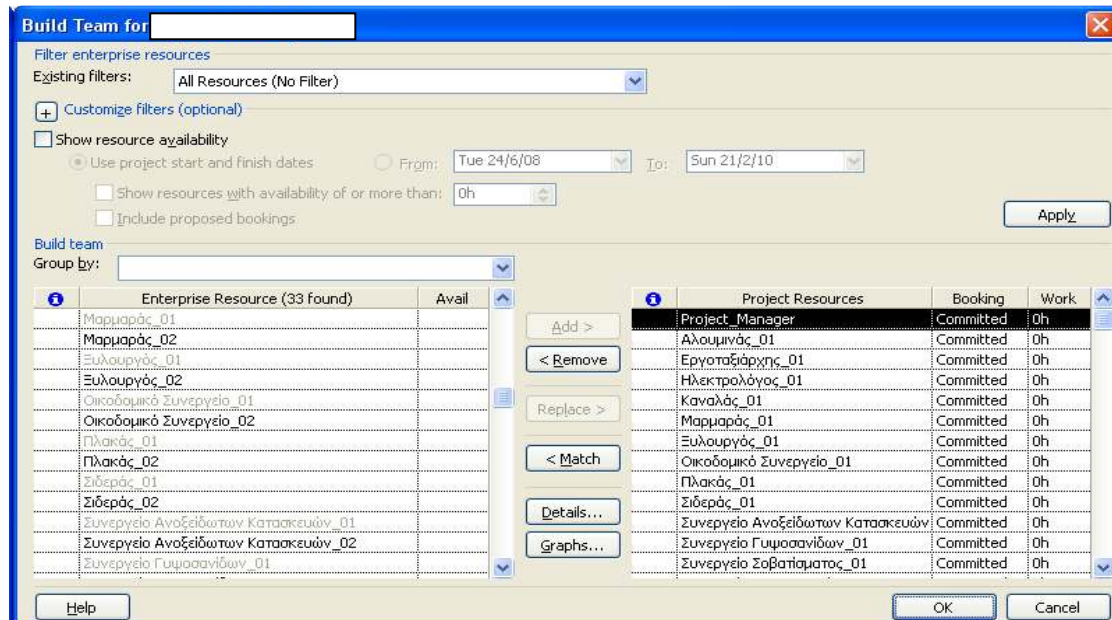 Build Team for
Filter enterprise resources
Existing filters: All Resources (No Filter)
+ Customize filters (optional)
Show resource availability
Use project start and finish dates From: Tue 24/6/08 To: Sun 21/2/10
Show resources with availability of or more than: 0h
Include proposed bookings
Apply
Build team
Group by:
Enterprise Resource (33 found) Avail
Μαρμαράς_01
Μαρμαράς_02
Ξυλουργός_01
Ξυλουργός_02
Οικοδομικό Συνεργείο_01
Οικοδομικό Συνεργείο_02
Πλακάς_01
Πλακάς_02
Σιδεράς_01
Σιδεράς_02
Συνεργείο Ανοξείδωτων Κατασκευών_01
Συνεργείο Ανοξείδωτων Κατασκευών_02
Συνεργείο Γυψοσανίδων_01
Add >
< Remove
Replace >
< Match
Details...
Graphs...
Project Resources Booking Work
Project_Manager Committed 0h
Αλουμινάς_01 Committed 0h
Εργοταξιάρχης_01 Committed 0h
Ηλεκτρολόγος_01 Committed 0h
Καναλάς_01 Committed 0h
Μαρμαράς_01 Committed 0h
Ξυλουργός_01 Committed 0h
Οικοδομικό Συνεργείο_01 Committed 0h
Πλακάς_01 Committed 0h
Σιδεράς_01 Committed 0h
Συνεργείο Ανοξείδωτων Κατασκευών Committed 0h
Συνεργείο Γυψοσανίδων_01 Committed 0h
Συνεργείο Σοβατίσματος_01 Committed 0h
Help OK Cancel